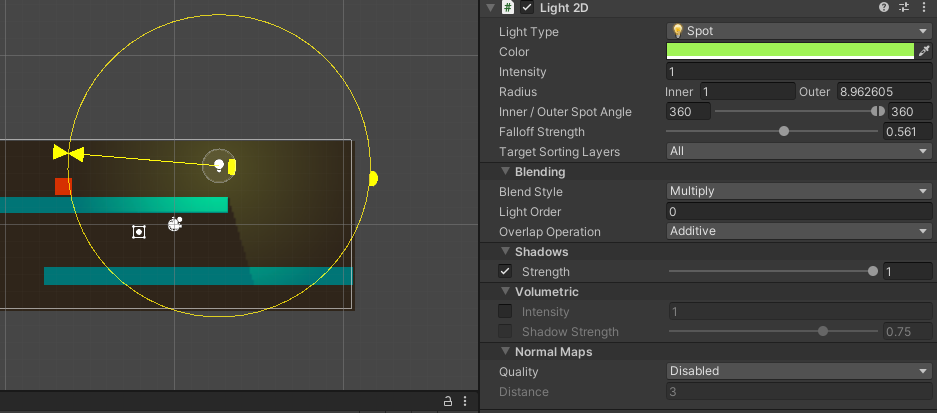 Light 2D
Light Type Spot
Color
Intensity 1
Radius Inner 1 Outer 8.962605
Inner / Outer Spot Angle 360 360
Falloff Strength 0.561
Target Sorting Layers All
Blending
Blend Style Multiply
Light Order 0
Overlap Operation Additive
Shadows
Strength 1
Volumetric
Intensity 1
Shadow Strength 0.75
Normal Maps
Quality Disabled
Distance 3